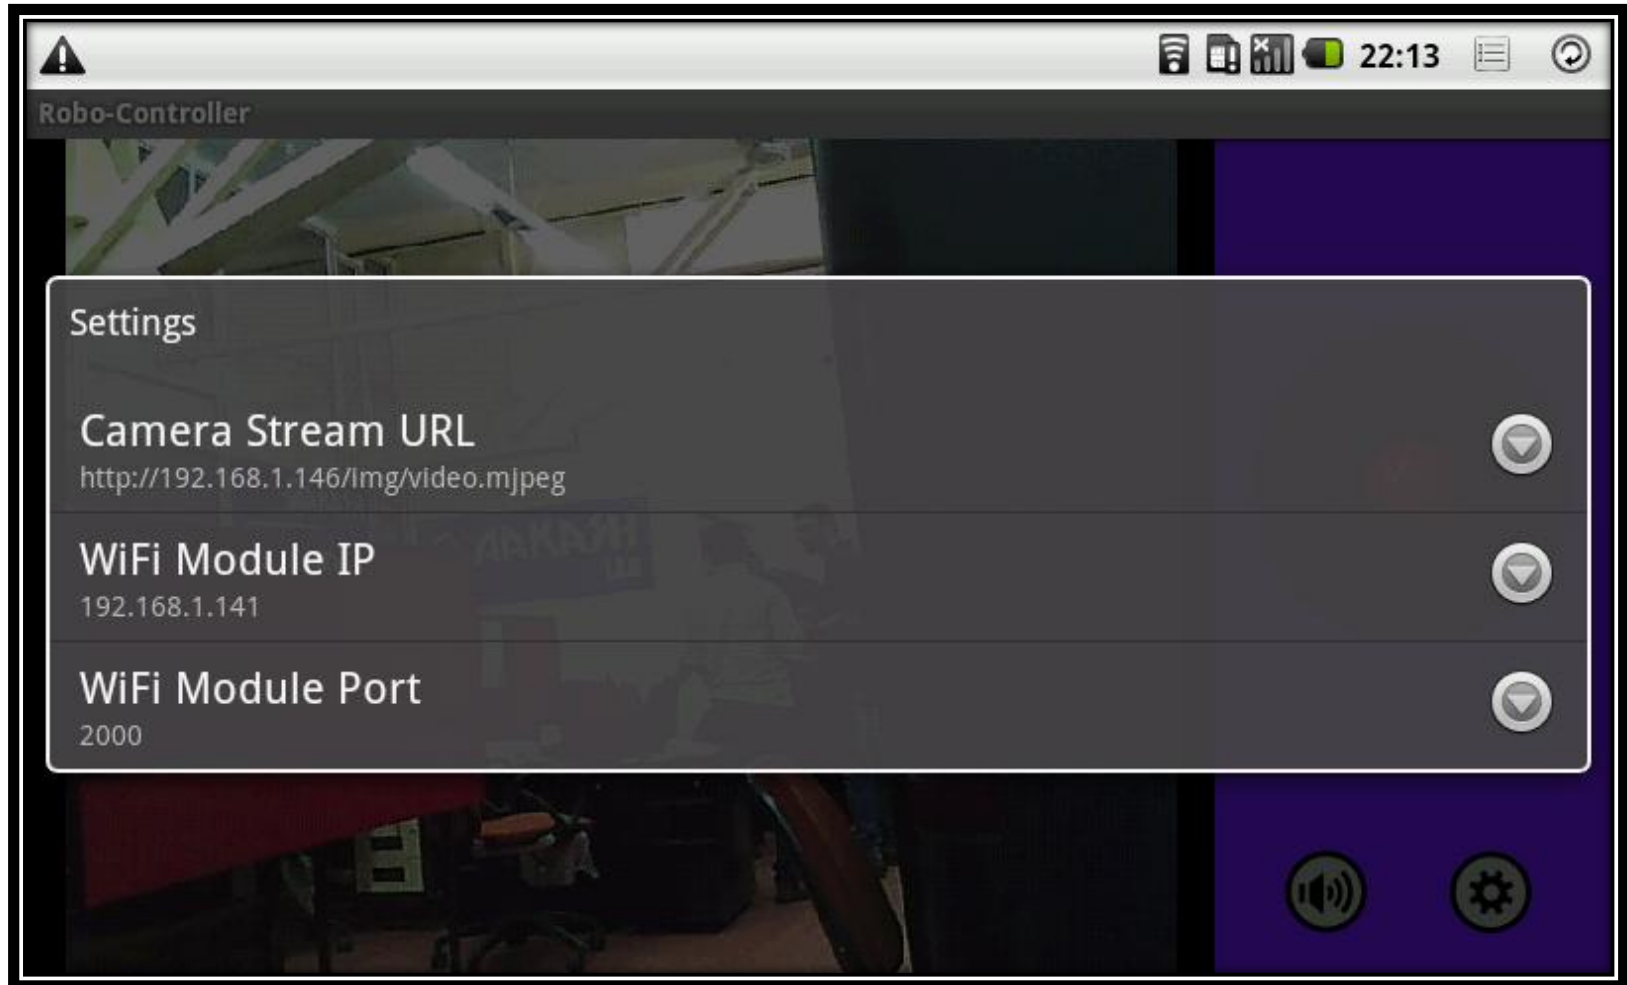 22:13
Robo-Controller
Settings
Camera Stream URL
http://192.168.1.146/img/video.mjpeg
WiFi Module IP
192.168.1.141
WiFi Module Port
2000